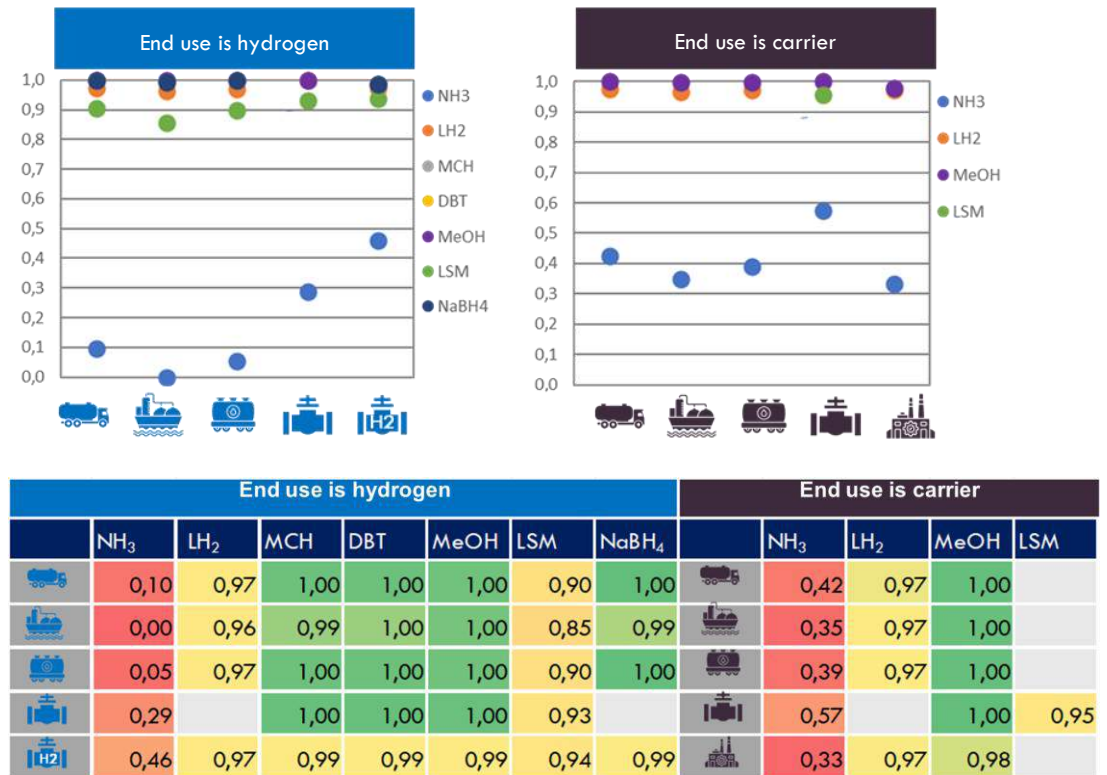 End use is hydrogen
1,0
0,9
0,8
0,7
0,6
0,5
0,4
0,3
0,2
0,1
0,0
NH3
LH2
MCH
DBT
MeOH
LSM
NaBH4
H2
End use is carrier
1,0
0,9
0,8
0,7
0,6
0,5
0,4
0,3
0,2
0,1
0,0
NH3
LH2
MeOH
LSM
End use is hydrogen End use is carrier
NH₃ LH₂ MCH DBT MeOH LSM NaBH₄ NH₃ LH₂ MeOH LSM
0,10 0,97 1,00 1,00 1,00 0,90 1,00 0,42 0,97 1,00
0,00 0,96 0,99 1,00 1,00 0,85 0,99 0,35 0,97 1,00
0,05 0,97 1,00 1,00 1,00 0,90 1,00 0,39 0,97 1,00
0,29 1,00 1,00 1,00 0,93 0,57 1,00 0,95
H2 0,46 0,97 0,99 0,99 0,99 0,94 0,99 0,33 0,97 0,98